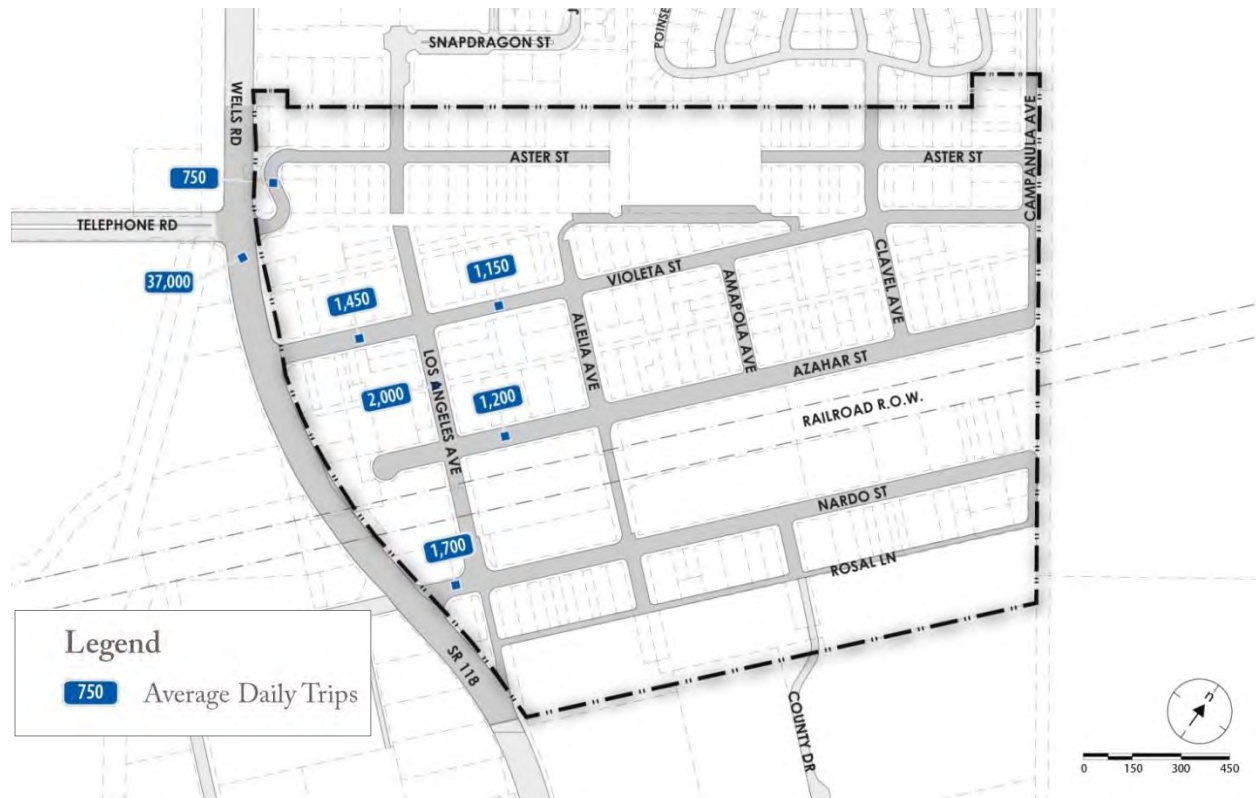 SNAPDRAGON ST
POINSE
WELLS RD
CAMPANULA AVE
ASTER ST
ASTER ST
750
TELEPHONE RD
37,000
1,150
VIOLETA ST
CLAVEL AVE
1,450
AMAPOLA AVE
ALELIA AVE
AZAHAR ST
LOS ANGELES AVE
2,000
1,200
RAILROAD R.O.W.
NARDO ST
1,700
ROSAL LN
Legend
750 Average Daily Trips
SR 118
COUNTY DR
n
0 150 300 450